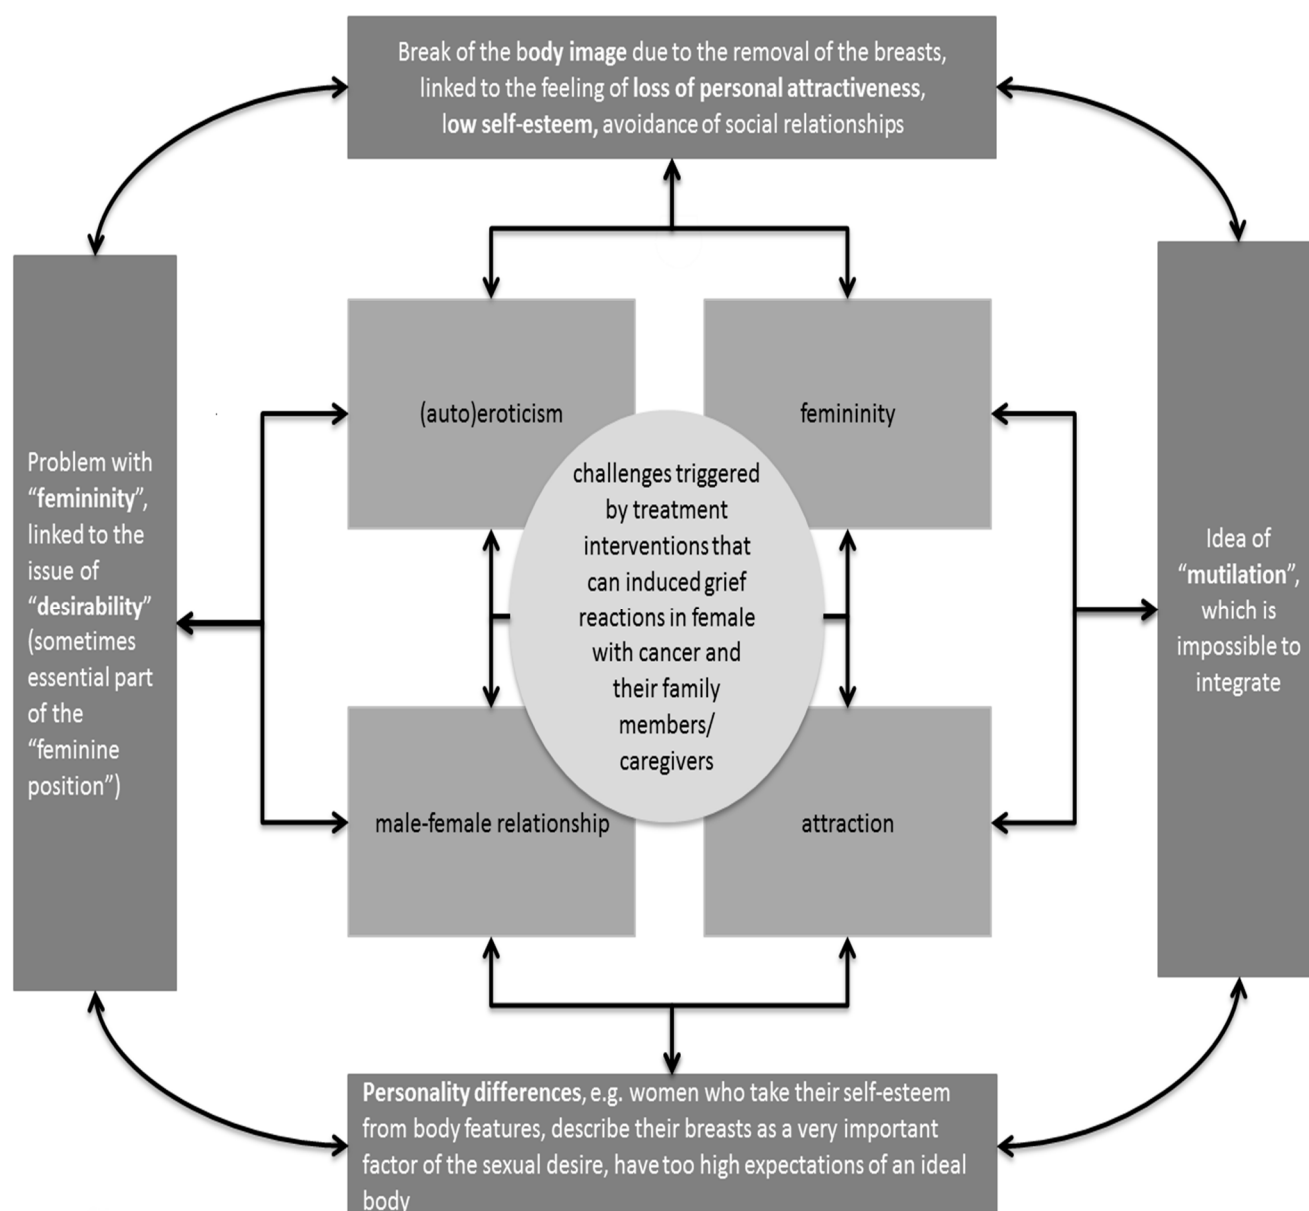 Break of the body image due to the removal of the breasts,
linked to the feeling of loss of personal attractiveness,
low self-esteem, avoidance of social relationships
(auto)eroticism
femininity
Problem with
“femininity”,
linked to the
issue of
“desirability”
(sometimes
essential part
of the
“feminine
position”)
challenges triggered
by treatment
interventions that
can induced grief
reactions in female
with cancer and
their family
members/
caregivers
Idea of
“mutilation”,
which is
impossible to
integrate
male-female relationship
attraction
Personality differences, e.g. women who take their self-esteem
from body features, describe their breasts as a very important
factor of the sexual desire, have too high expectations of an ideal
body